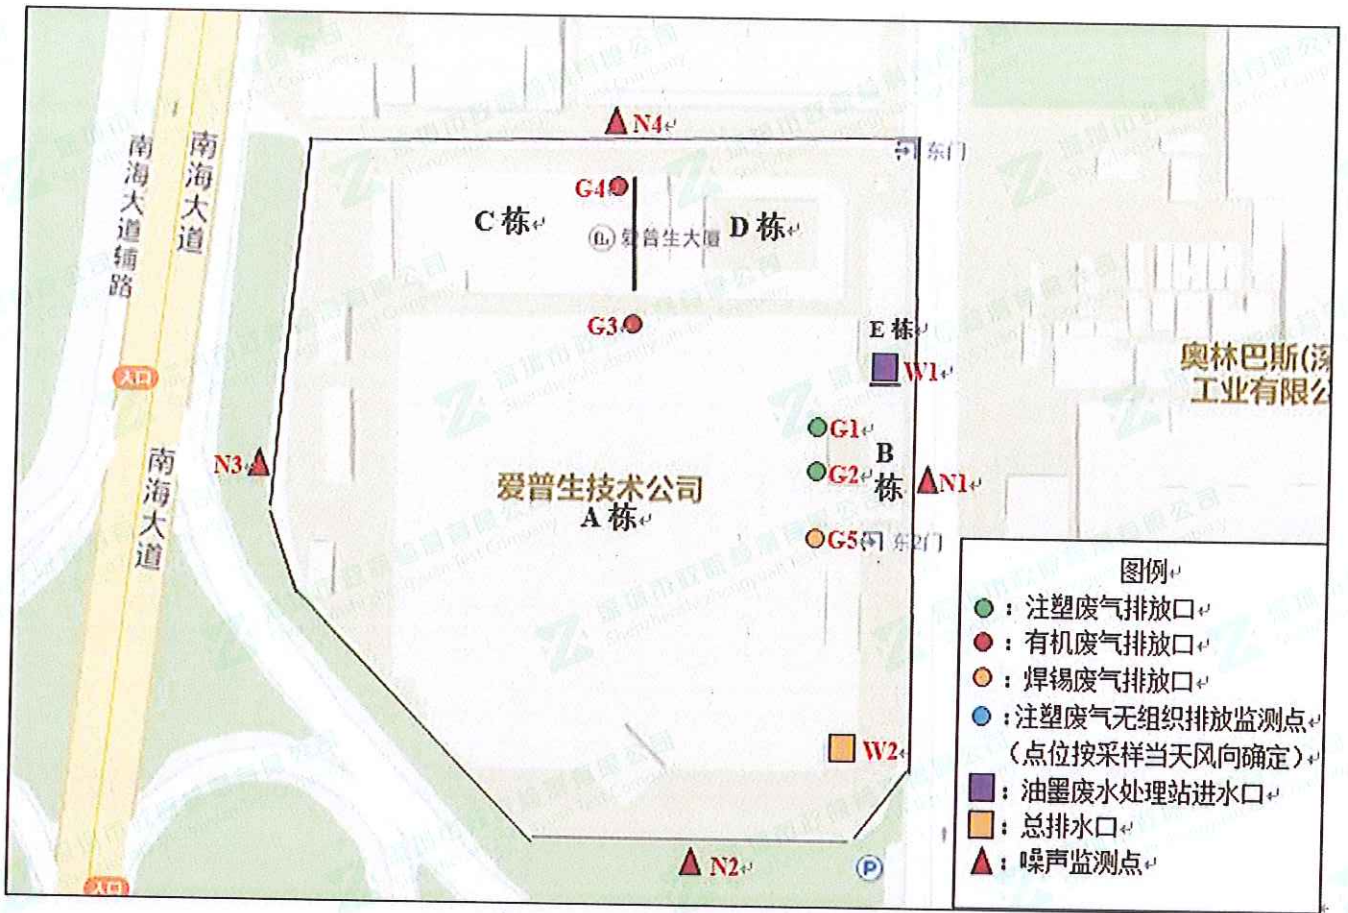 N4
东门
南海大道辅路
南海大道
G4
C 栋
爱普生大厦
D 栋
G3
E 栋
W1
入口
奥林巴斯(深
工业有限公
G1
G2
B
栋
N3
N1
南海大道
爱普生技术公司
A 栋
G5
东2门
W2
N2
P
入口
图例
：注塑废气排放口
：有机废气排放口
：焊锡废气排放口
：注塑废气无组织排放监测点
（点位按采样当天风向确定）
：油墨废水处理站进水口
：总排水口
：噪声监测点